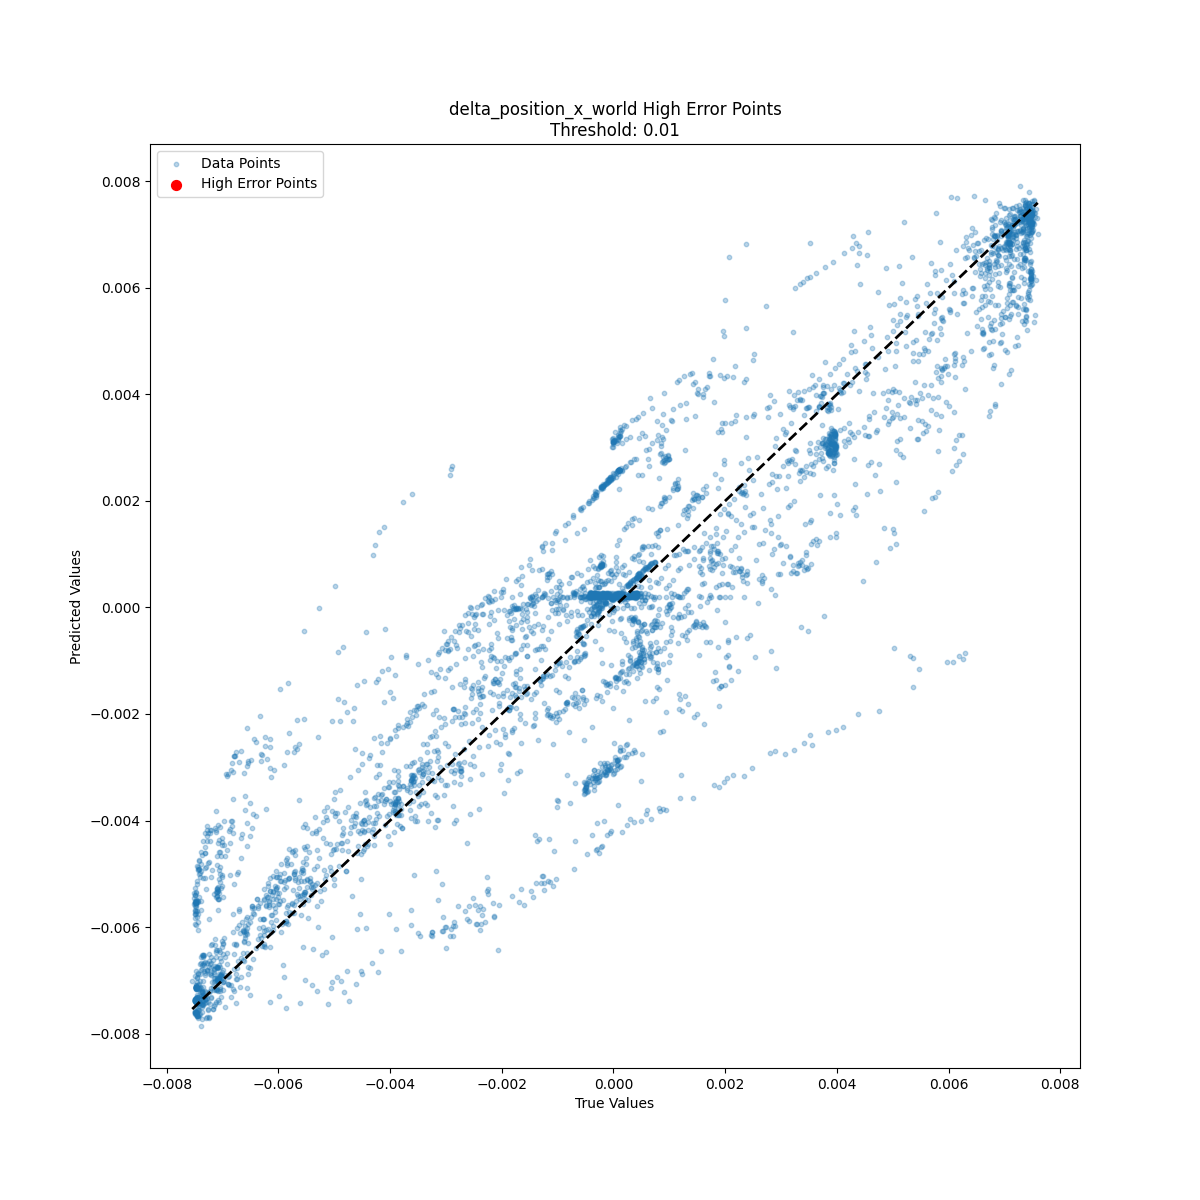 delta_position_x_world High Error Points
Threshold: 0.01
Data Points
High Error Points
0.008
0.006
0.004
0.002
0.000
−0.002
−0.004
−0.006
−0.008
Predicted Values
−0.008 −0.006 −0.004 −0.002 0.000 0.002 0.004 0.006 0.008
True Values